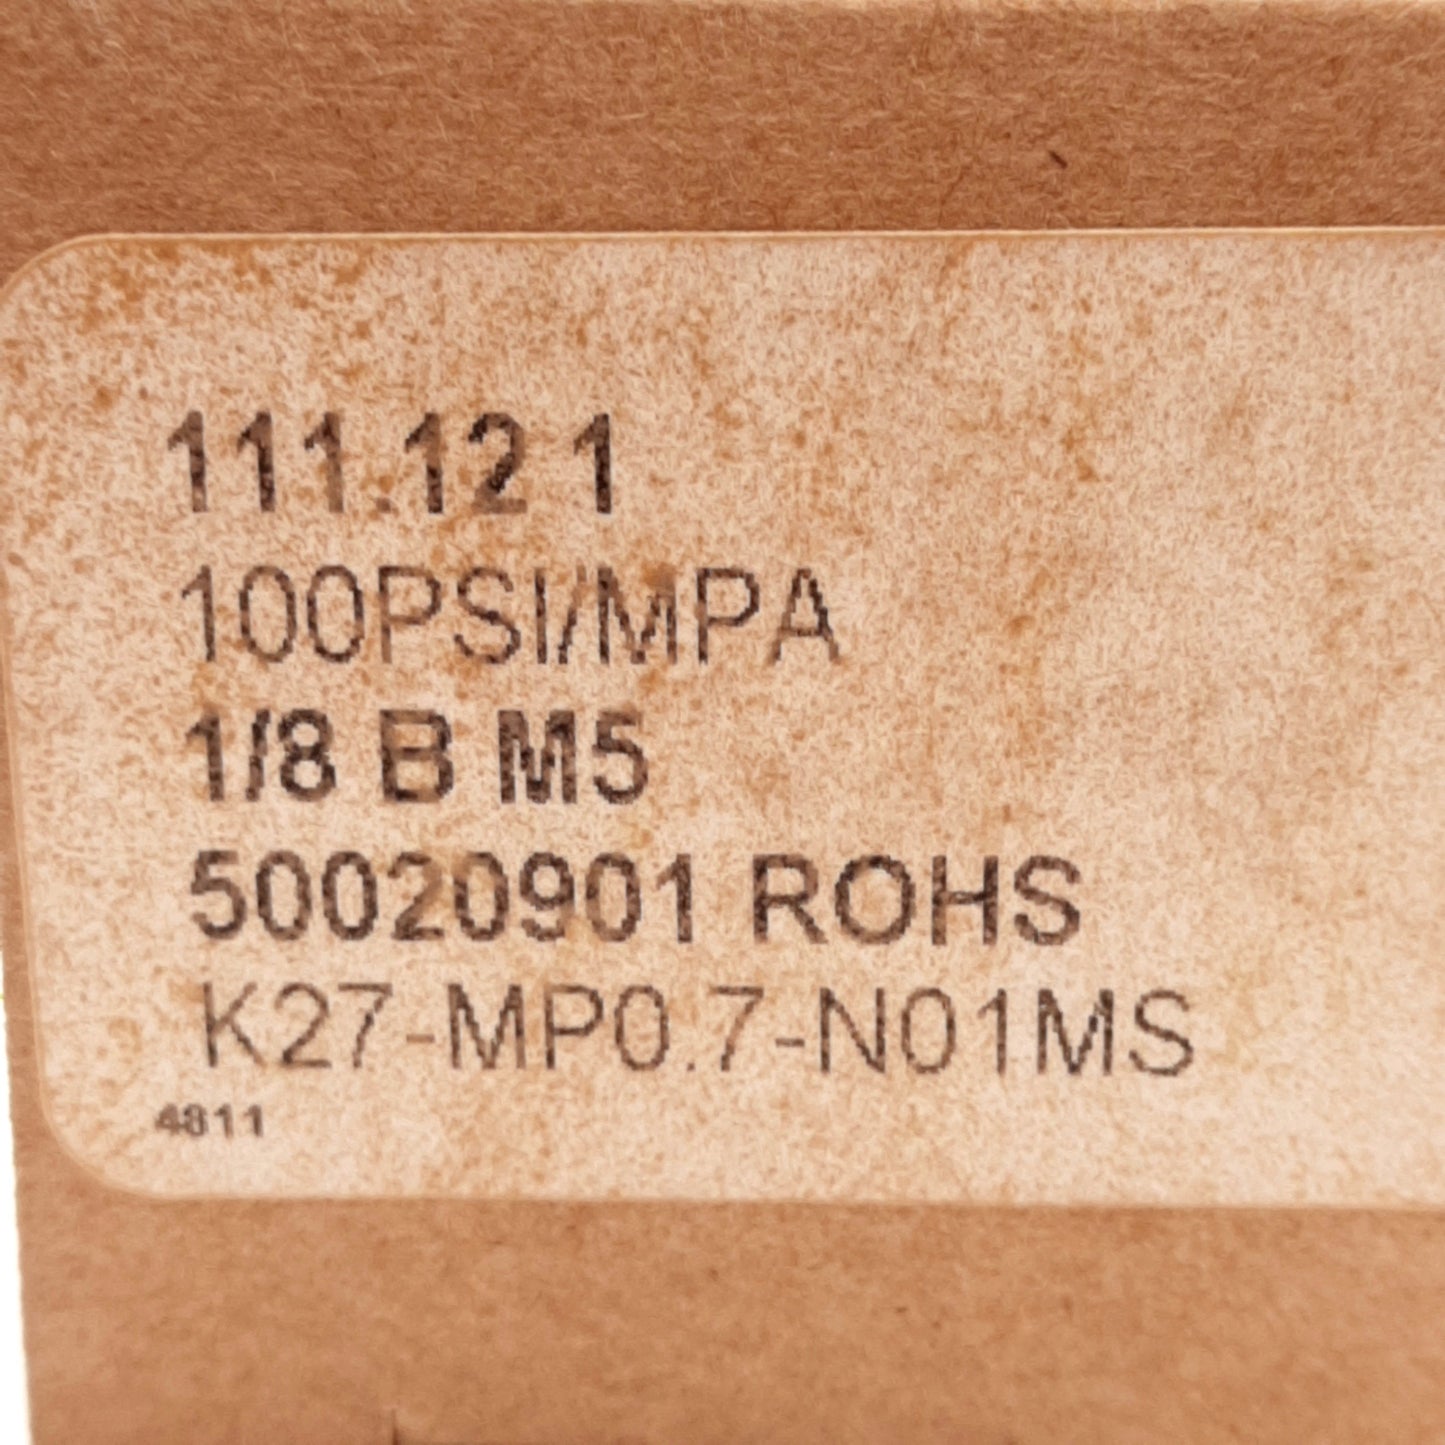 111.12 1
100PSI/MPA
1/8 B M5
50020901 ROHS
K27-MP0.7-N01MS
4811